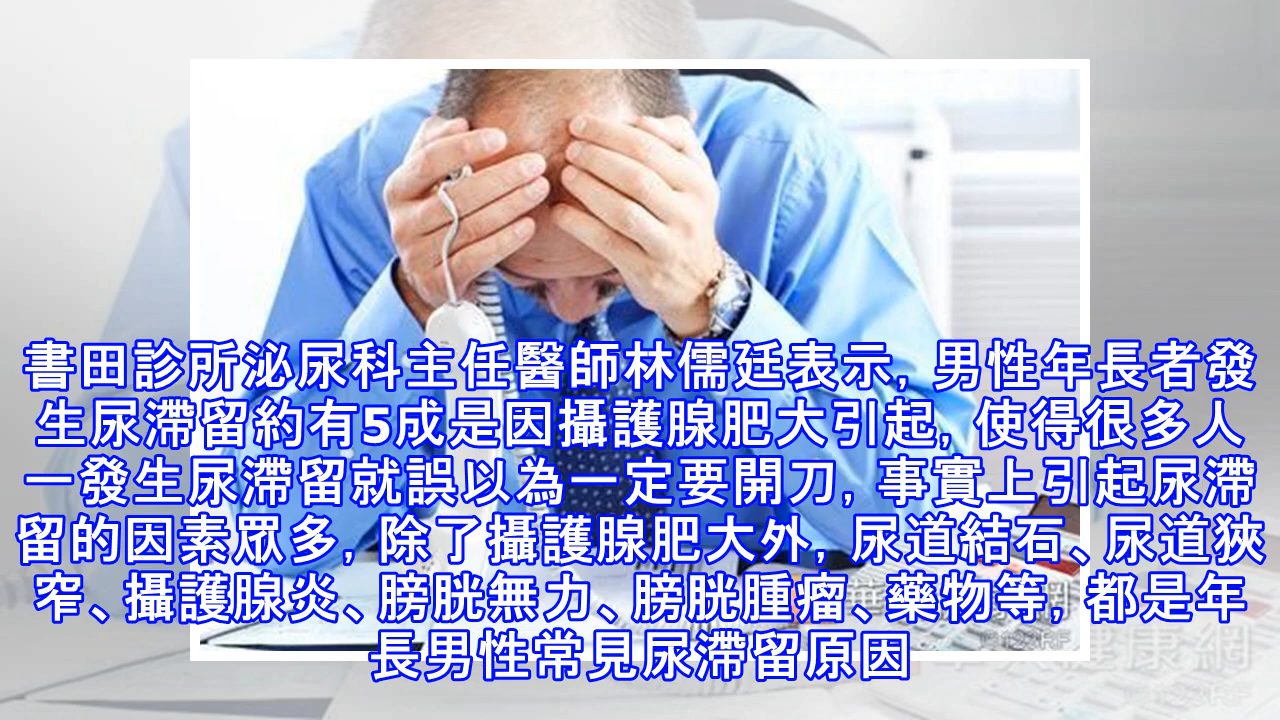 書田診所泌尿科主任醫師林儒廷表示, 男性年長者發
生尿滯留約有5成是因攝護腺肥大引起, 使得很多人
一發生尿滯留就誤以為一定要開刀, 事實上引起尿滯
留的因素眾多, 除了攝護腺肥大外, 尿道結石、尿道狹
窄、攝護腺炎、膀胱無力、膀胱腫瘤、藥物等, 都是年
長男性常見尿滯留原因